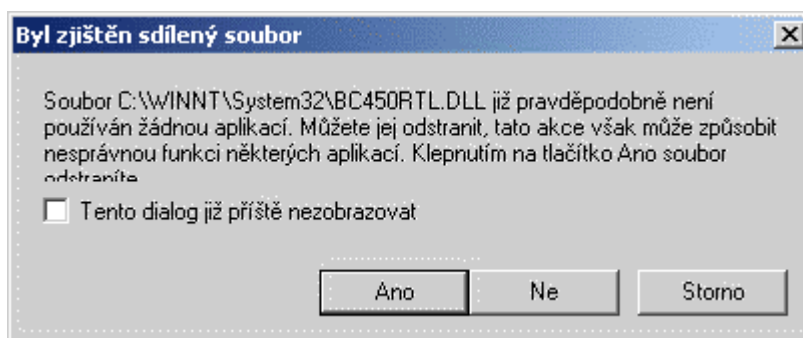 Byl zjištěn sdílený soubor
Soubor C:\WINNT\System32\BC450RTL.DLL již pravděpodobně není
používán žádnou aplikací. Můžete jej odstranit, tato akce však může způsobit
nesprávnou funkci některých aplikací. Klepnutím na tlačítko Ano soubor
odstraníte.
Tento dialog již příště nezobrazovat
Ano Ne Storno